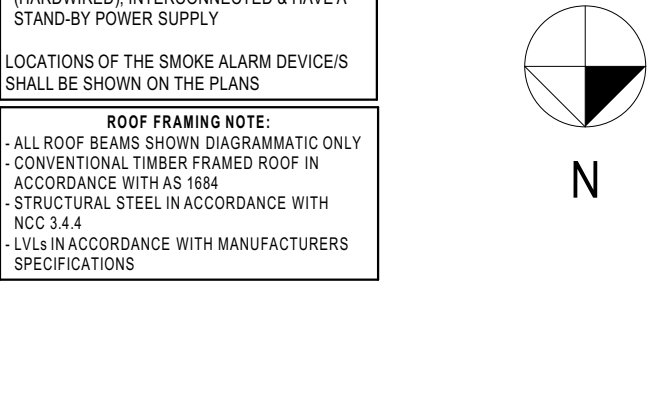 (HARDWIRED), INTERCONNECTED & HAVE A
STAND-BY POWER SUPPLY
LOCATIONS OF THE SMOKE ALARM DEVICE/S
SHALL BE SHOWN ON THE PLANS
ROOF FRAMING NOTE:
- ALL ROOF BEAMS SHOWN DIAGRAMMATIC ONLY
- CONVENTIONAL TIMBER FRAMED ROOF IN
ACCORDANCE WITH AS 1684
- STRUCTURAL STEEL IN ACCORDANCE WITH
NCC 3.4.4
- LVLs IN ACCORDANCE WITH MANUFACTURERS
SPECIFICATIONS
N